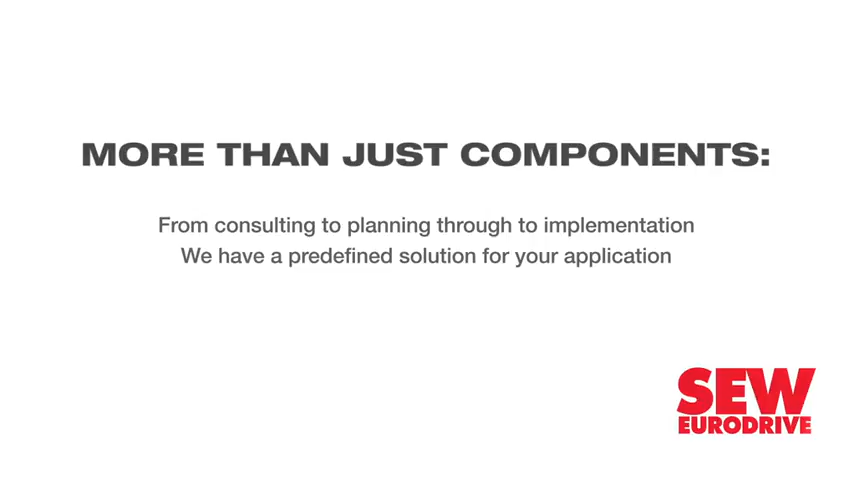 MORE THAN JUST COMPONENTS:
From consulting to planning through to implementation
We have a predefined solution for your application
SEW
EURODRIVE